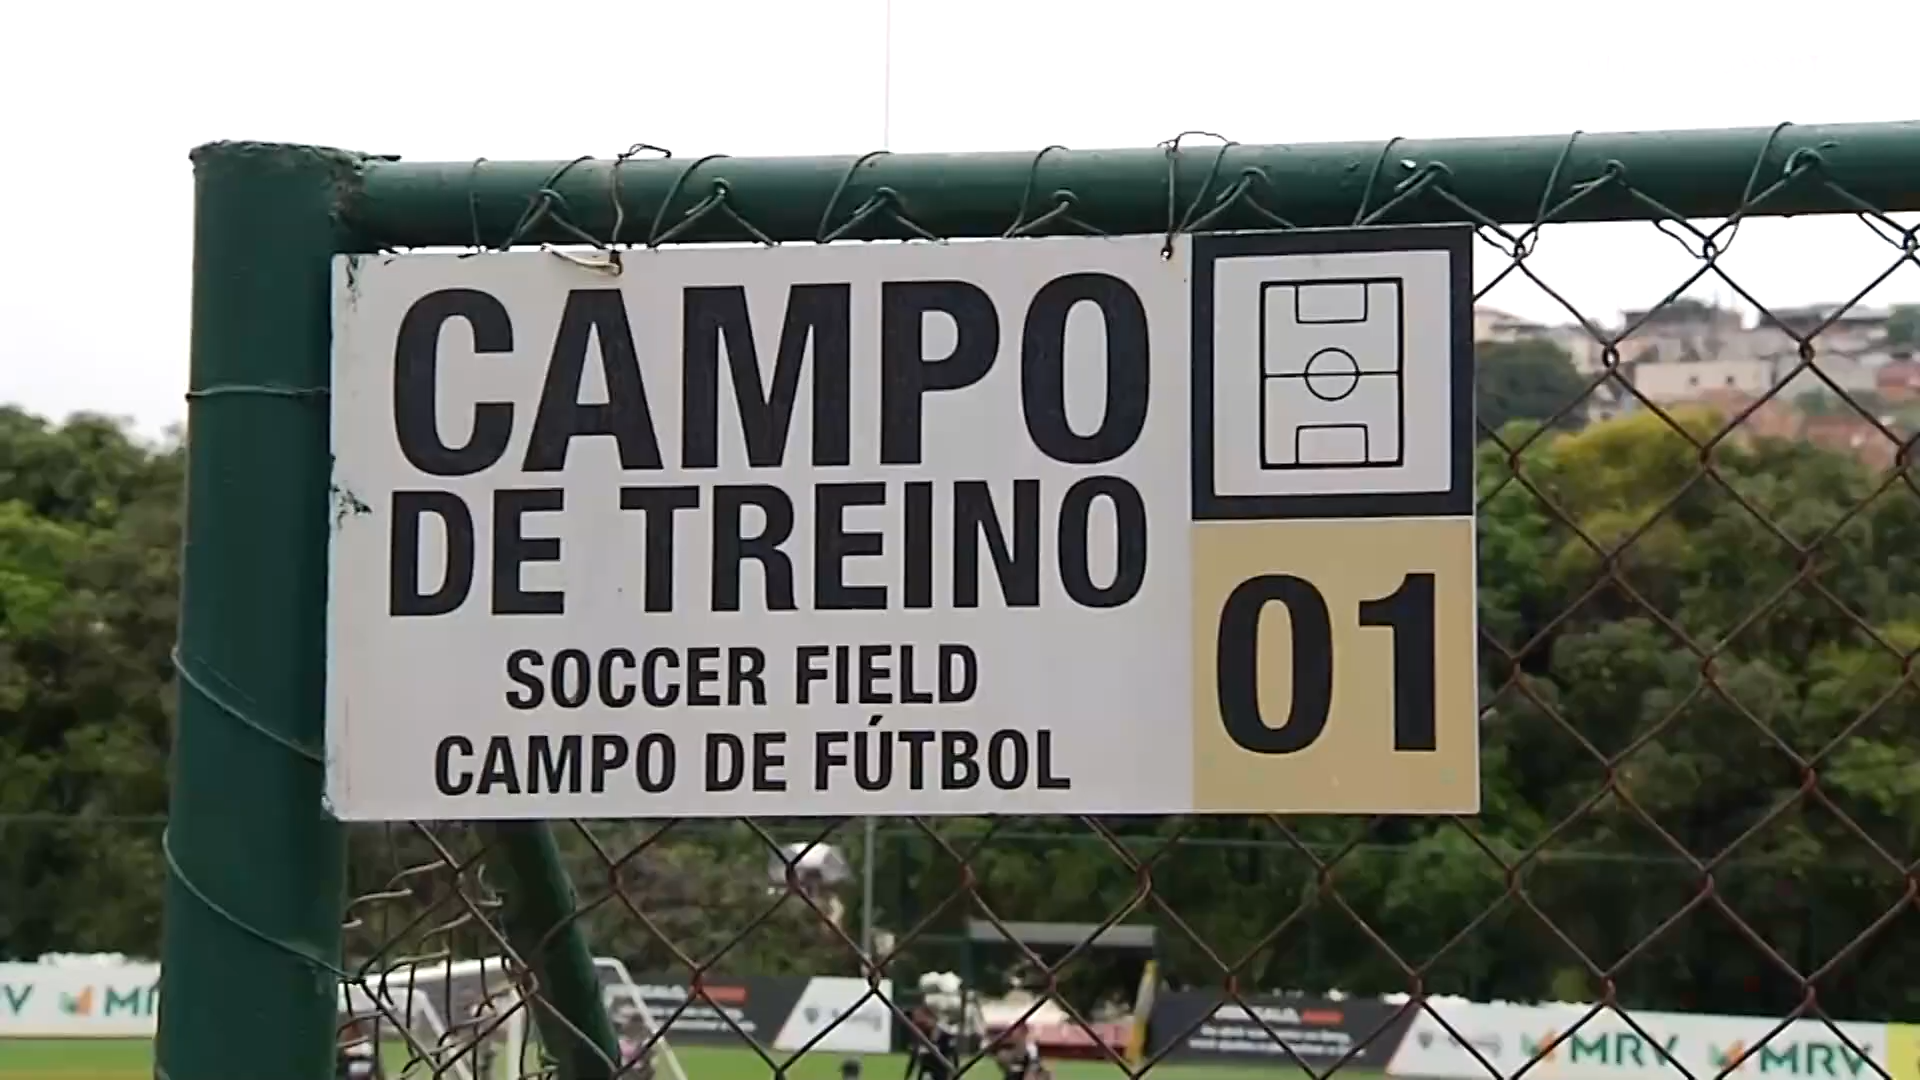 CAMPO
DE TREINO
SOCCER FIELD
CAMPO DE FÚTBOL
01
MRV
MRV